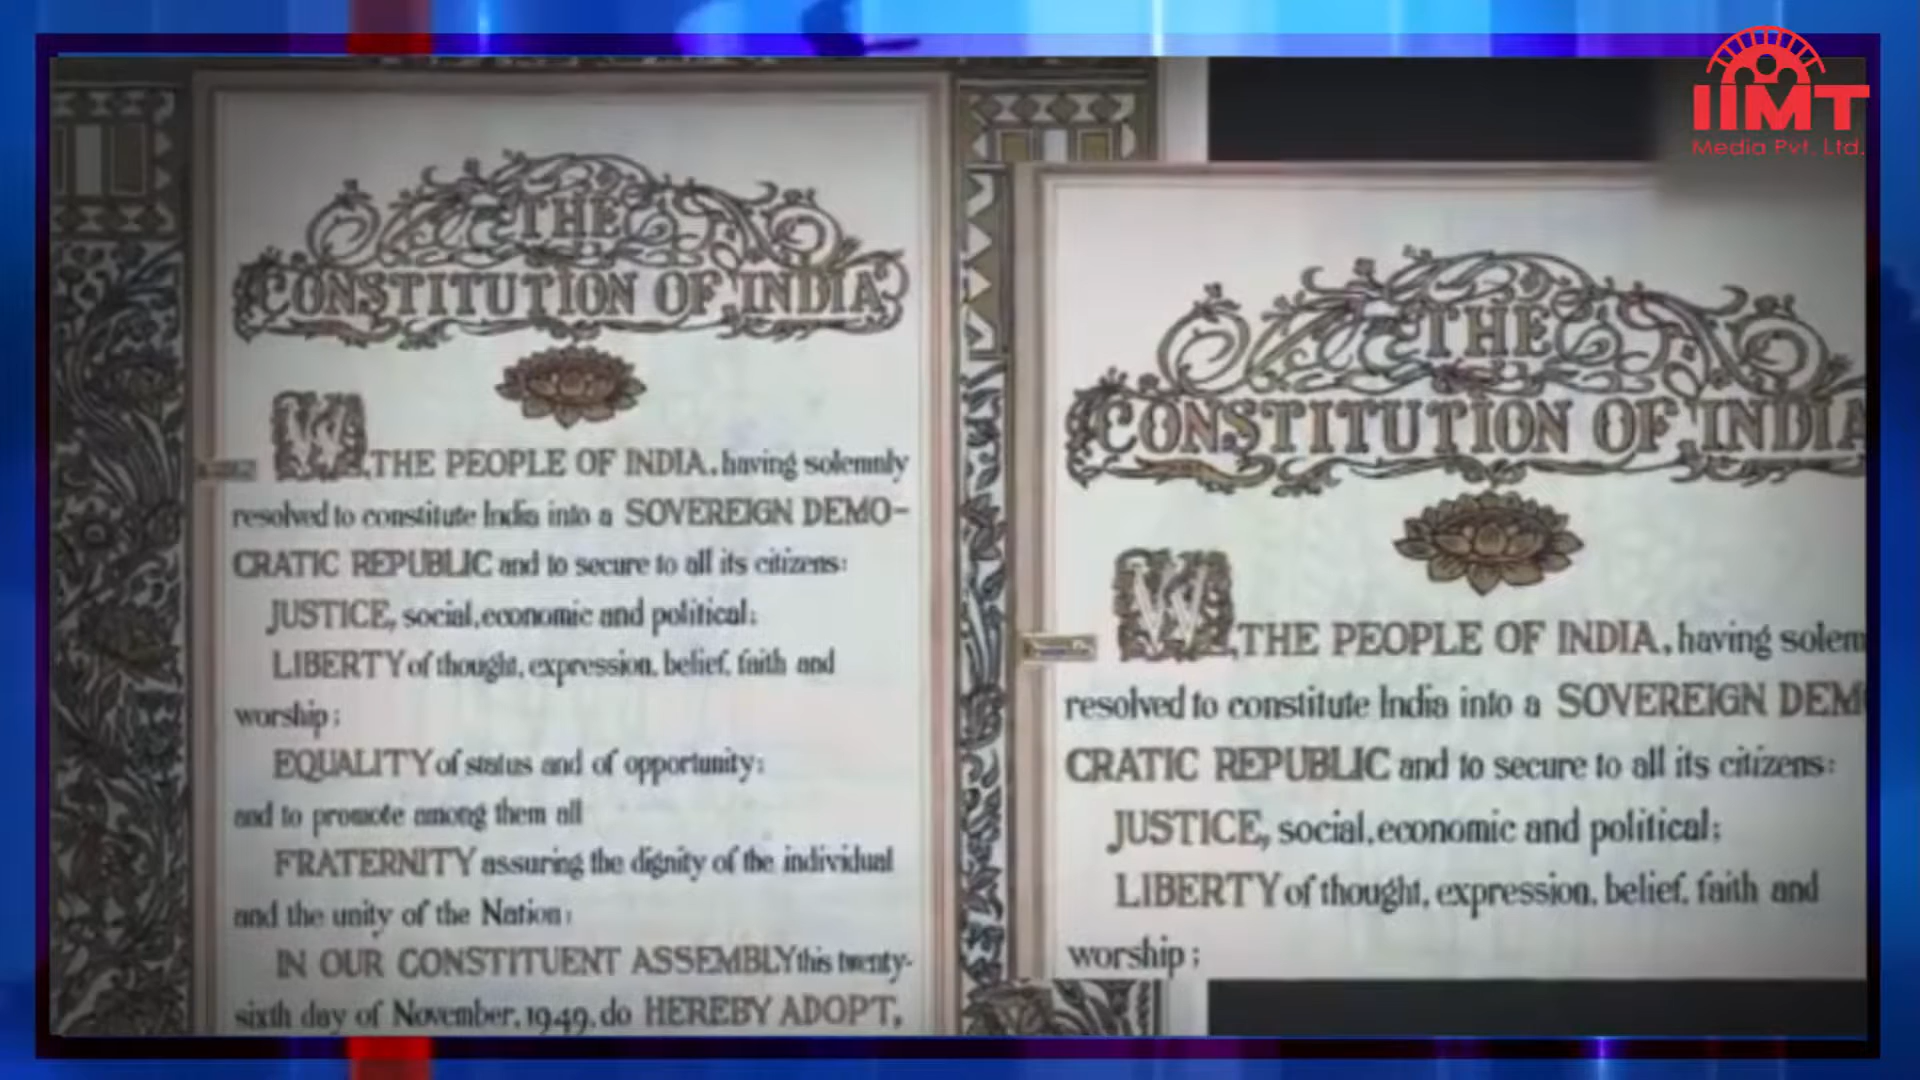 IIMT
Media Pvt. Ltd.
THE
CONSTITUTION OF INDIA
WE, THE PEOPLE OF INDIA, having solemnly
resolved to constitute India into a SOVEREIGN DEMO-
CRATIC REPUBLIC and to secure to all its citizens:
JUSTICE, social, economic and political;
LIBERTY of thought, expression, belief, faith and
worship;
EQUALITY of status and of opportunity;
and to promote among them all
FRATERNITY assuring the dignity of the individual
and the unity of the Nation;
IN OUR CONSTITUENT ASSEMBLY this twenty-
sixth day of November, 1949, do HEREBY ADOPT,
THE
CONSTITUTION OF INDIA
WE, THE PEOPLE OF INDIA, having solem
resolved to constitute India into a SOVEREIGN DEM
CRATIC REPUBLIC and to secure to all its citizens:
JUSTICE, social, economic and political;
LIBERTY of thought, expression, belief, faith and
worship;